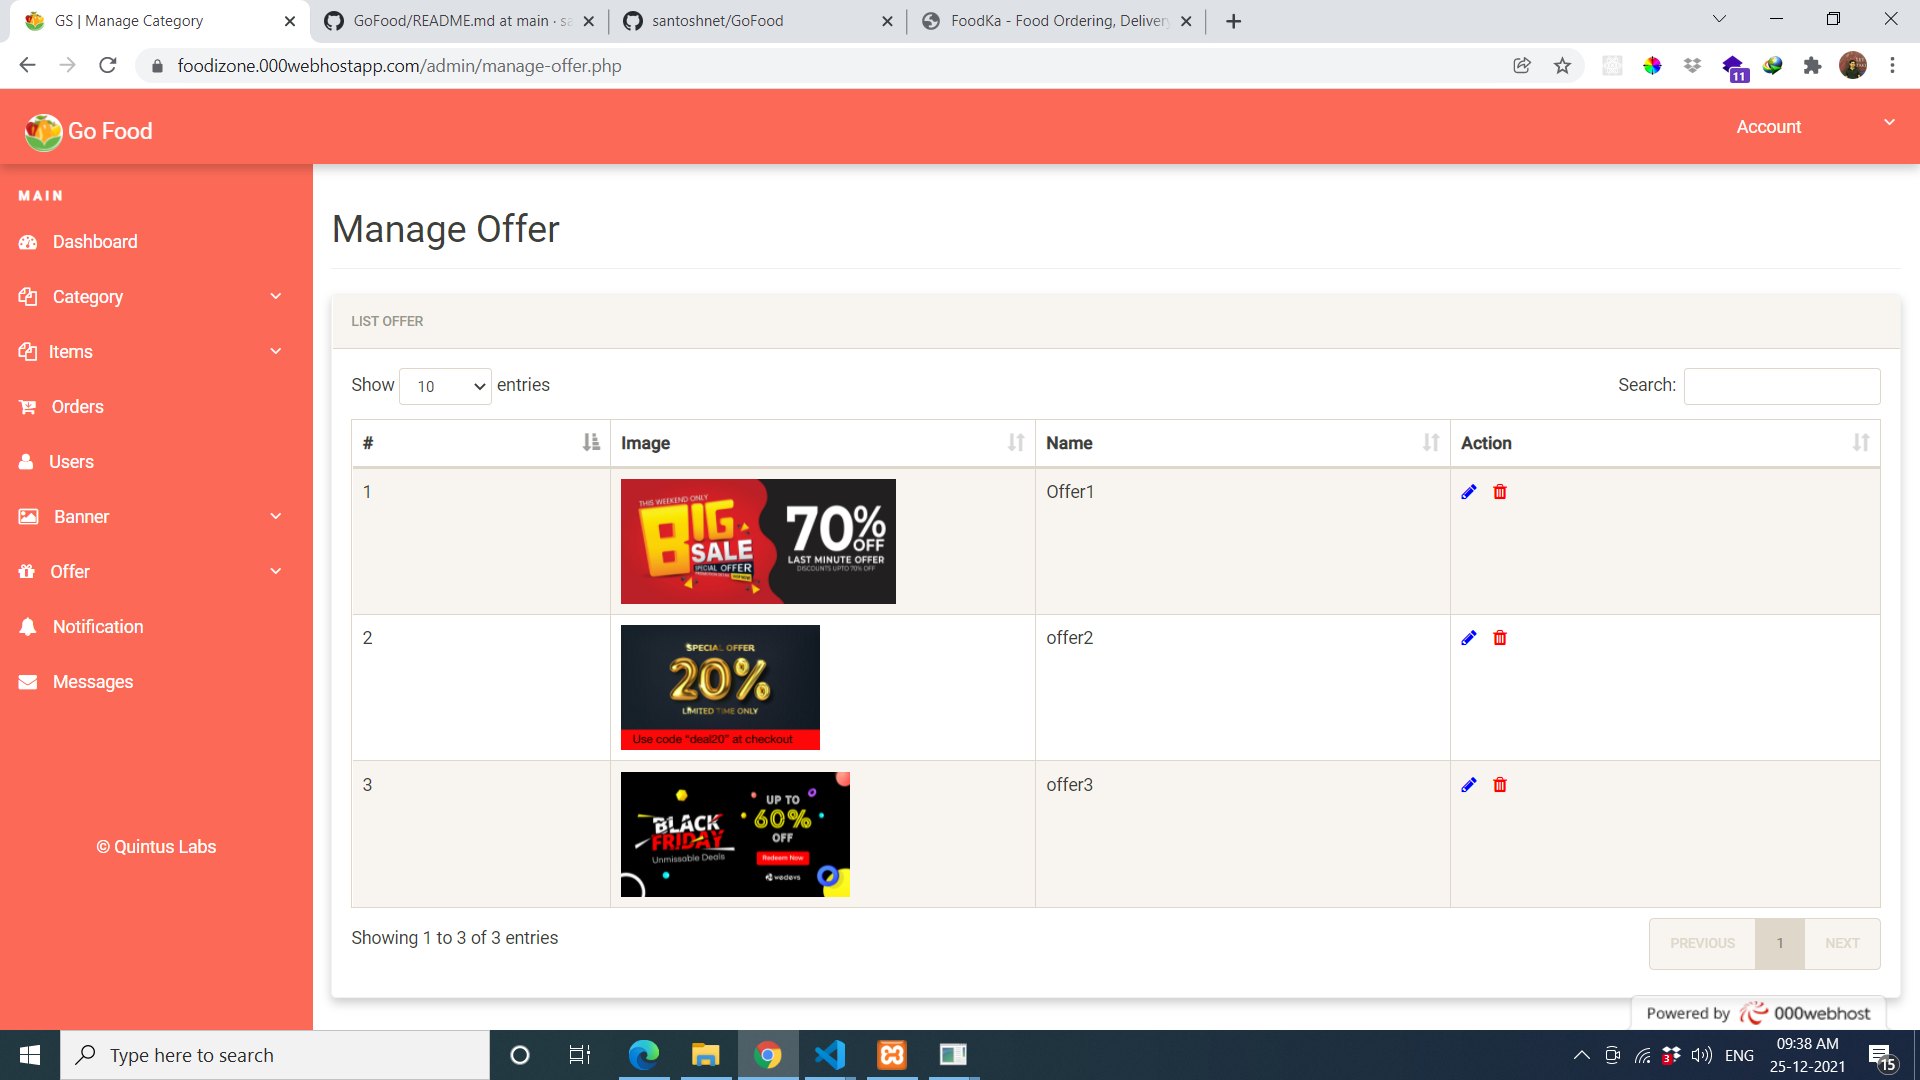 GS | Manage Category
GoFood/README.md at main · sa
santoshnet/GoFood
FoodKa - Food Ordering, Delivery
foodizone.000webhostapp.com/admin/manage-offer.php
11
Go Food
Account
MAIN
Dashboard
Category
Items
Orders
Users
Banner
Offer
Notification
Messages
© Quintus Labs
Manage Offer
LIST OFFER
Show 10 entries
Search:
# Image Name Action
1 Offer1
THIS WEEKEND ONLY
BIG
SALE
SPECIAL OFFER
70%
OFF
LAST MINUTE OFFER
DISCOUNTS UPTO 70% OFF
2 offer2
SPECIAL OFFER
20%
LIMITED TIME ONLY
Use code "deal20" at checkout
3 offer3
BLACK
FRIDAY
Unmissable Deals
UP TO
60%
OFF
Redeem Now
wedevs
Showing 1 to 3 of 3 entries
PREVIOUS 1 NEXT
Powered by 000webhost
Type here to search
3
ENG
09:38 AM
25-12-2021
15